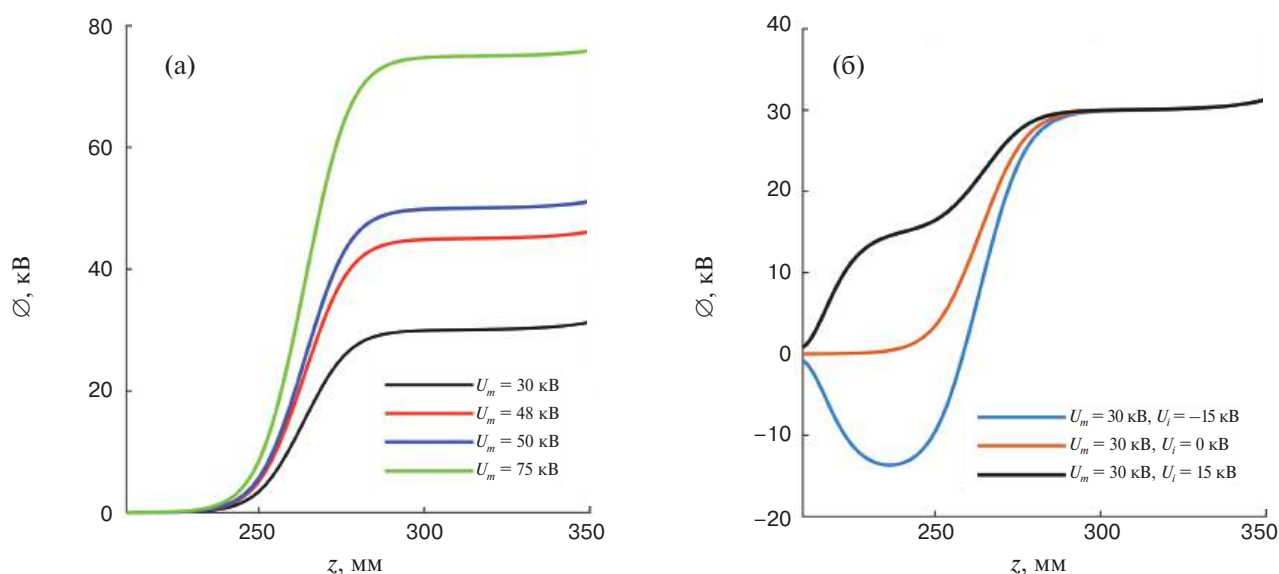 (а)
80
60
40
20
0
250
300
350
∅, кВ
z, мм
U_m = 30 кВ
U_m = 48 кВ
U_m = 50 кВ
U_m = 75 кВ
(б)
40
30
20
10
0
−10
−20
250
300
350
∅, кВ
z, мм
U_m = 30 кВ, U_i = −15 кВ
U_m = 30 кВ, U_i = 0 кВ
U_m = 30 кВ, U_i = 15 кВ